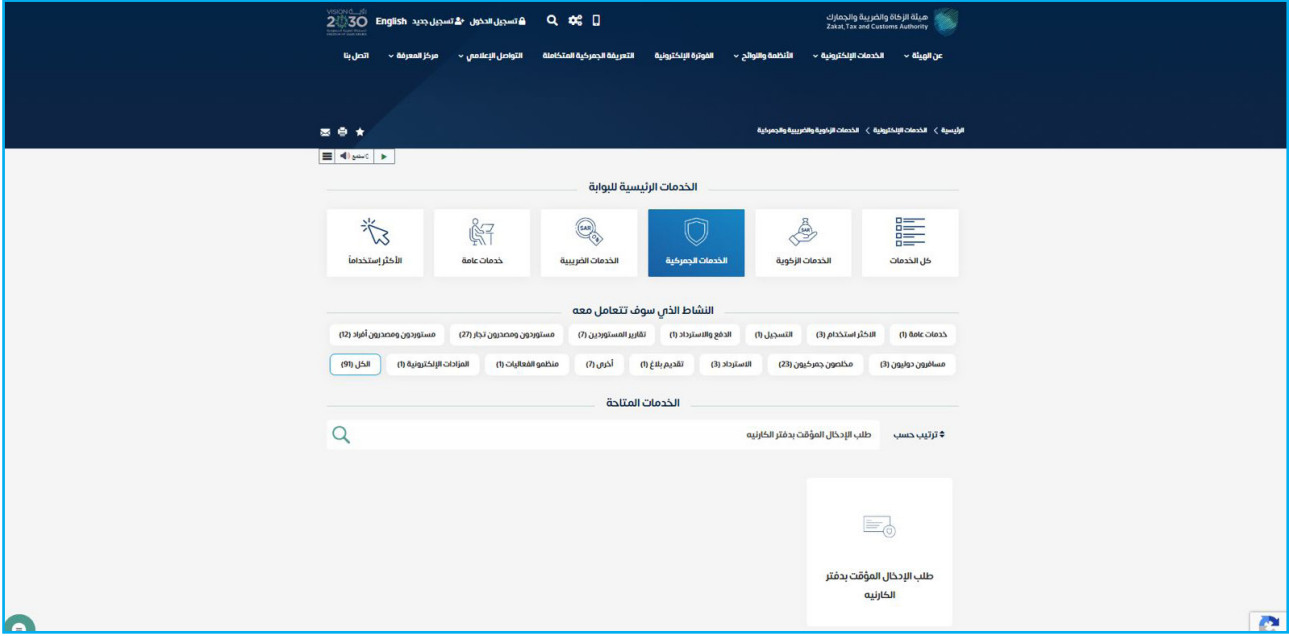 هيئة الزكاة والضريبة والجمارك
Zakat, Tax and Customs Authority
تسجيل الدخول تسجيل جديد English
VISION رؤيـــة
2030
عن الهيئة الخدمات الإلكترونية الأنظمة واللوائح الفوترة الإلكترونية التعريفة الجمركية المتكاملة التواصل الإعلامي مركز المعرفة اتصل بنا
الرئيسية > الخدمات الإلكترونية > الخدمات الزكوية والضريبية والجمركية
استمع
الخدمات الرئيسية للبوابة
SAR SAR
كل الخدمات الخدمات الزكوية الخدمات الجمركية الخدمات الضريبية خدمات عامة الأكثر إستخداماً
النشاط الذي سوف تتعامل معه
خدمات عامة (1) الاكثر استخدام (3) التسجيل (1) الدفع والاسترداد (1) تقارير المستوردين (7) مستوردون ومصدرون تجار (27) مستوردون ومصدرون أفراد (12)
مسافرون دوليون (3) مخلصون جمركيون (23) الاسترداد (3) تقديم بلاغ (1) أخرى (7) منظمو الفعاليات (1) المزادات الإلكترونية (1) الكل (91)
الخدمات المتاحة
ترتيب حسب طلب الإدخال المؤقت بدفتر الكارنيه
طلب الإدخال المؤقت بدفتر
الكارنيه